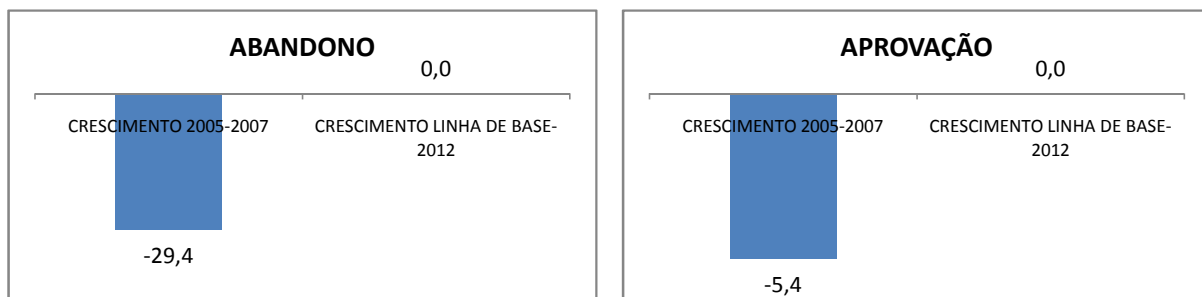 ABANDONO
0,0
CRESCIMENTO 2005-2007
CRESCIMENTO LINHA DE BASE-
2012
-29,4
APROVAÇÃO
0,0
CRESCIMENTO 2005-2007
CRESCIMENTO LINHA DE BASE-
2012
-5,4